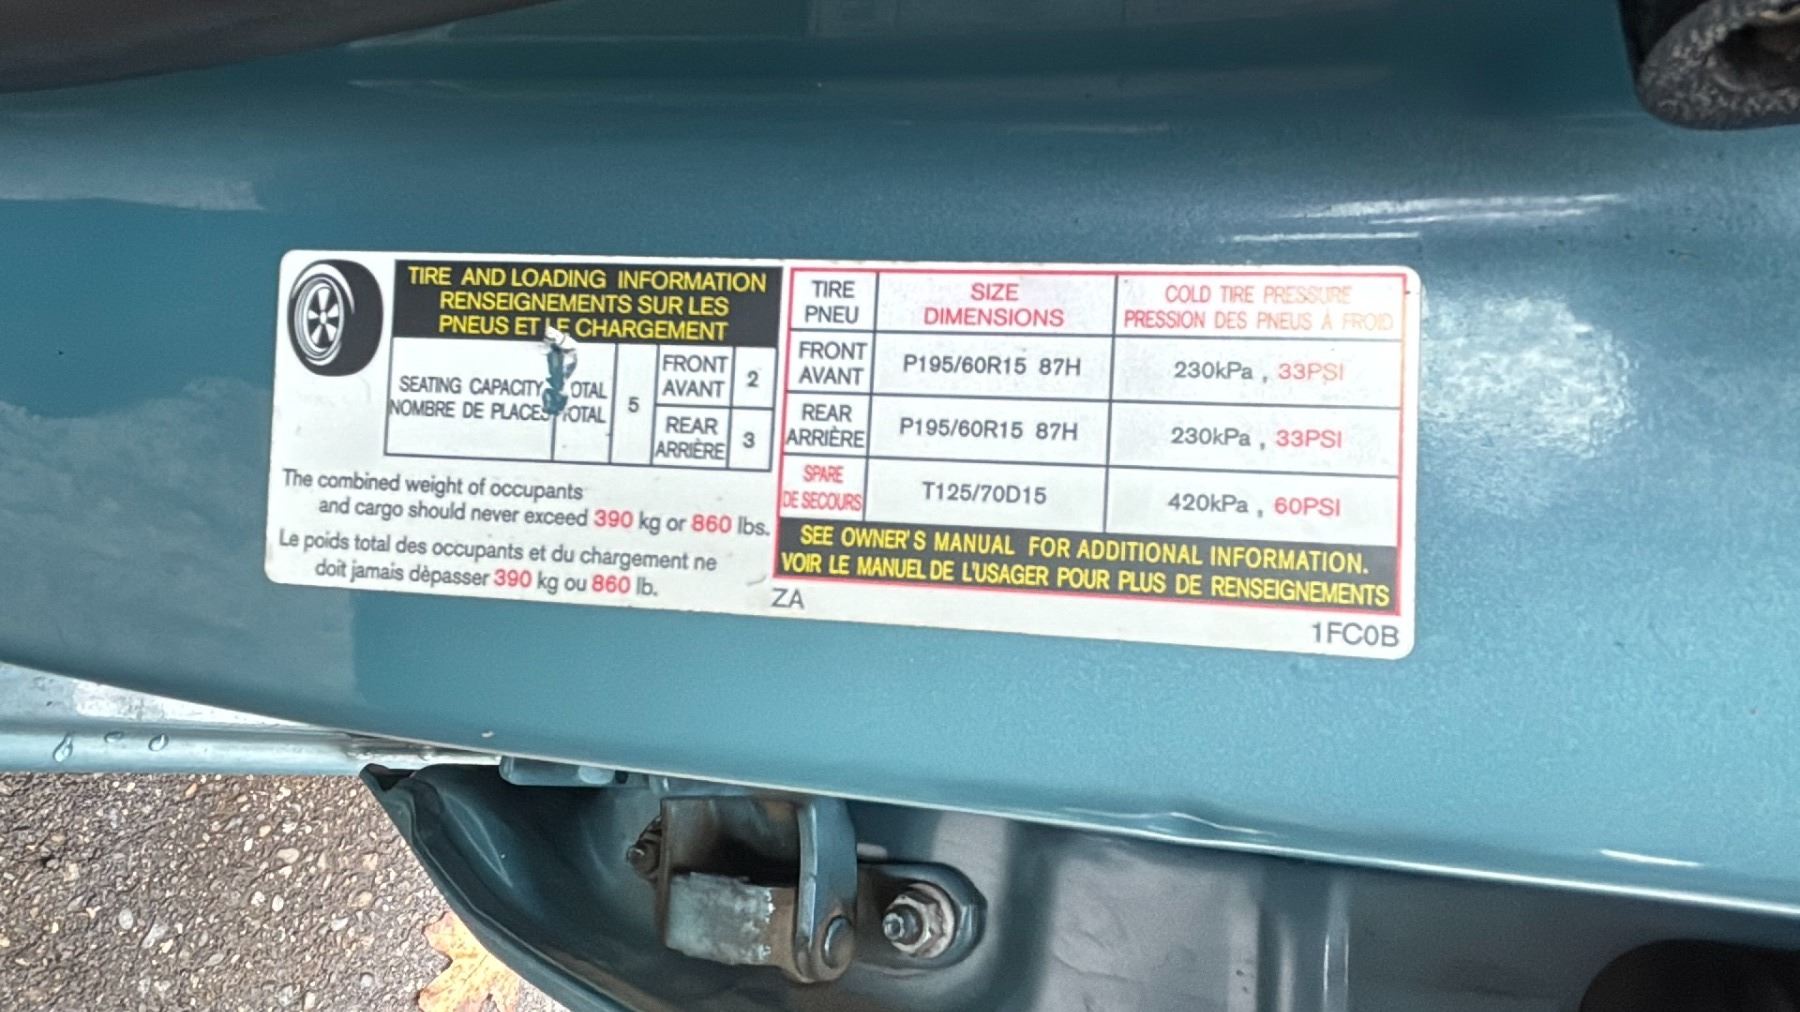 TIRE AND LOADING INFORMATION
RENSEIGNEMENTS SUR LES
PNEUS ET LE CHARGEMENT
SEATING CAPACITY
NOMBRE DE PLACES
OTAL
TOTAL
5
FRONT
AVANT
2
REAR
ARRIÈRE
3
The combined weight of occupants
and cargo should never exceed 390 kg or 860 lbs.
Le poids total des occupants et du chargement ne
doit jamais dèpasser 390 kg ou 860 lb.
TIRE
PNEU
SIZE
DIMENSIONS
COLD TIRE PRESSURE
PRESSION DES PNEUS À FROID
FRONT
AVANT
P195/60R15 87H
230kPa , 33PSI
REAR
ARRIÈRE
P195/60R15 87H
230kPa , 33PSI
SPARE
DE SECOURS
T125/70D15
420kPa , 60PSI
SEE OWNER'S MANUAL FOR ADDITIONAL INFORMATION.
VOIR LE MANUEL DE L'USAGER POUR PLUS DE RENSEIGNEMENTS
ZA
1FC0B